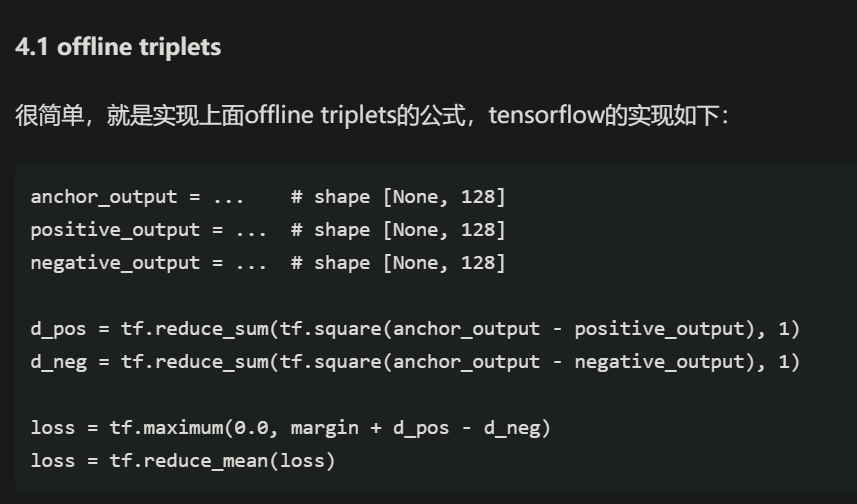 4.1 offline triplets
很简单，就是实现上面offline triplets的公式，tensorflow的实现如下：
anchor_output = ...    # shape [None, 128]
positive_output = ...  # shape [None, 128]
negative_output = ...  # shape [None, 128]
d_pos = tf.reduce_sum(tf.square(anchor_output - positive_output), 1)
d_neg = tf.reduce_sum(tf.square(anchor_output - negative_output), 1)
loss = tf.maximum(0.0, margin + d_pos - d_neg)
loss = tf.reduce_mean(loss)